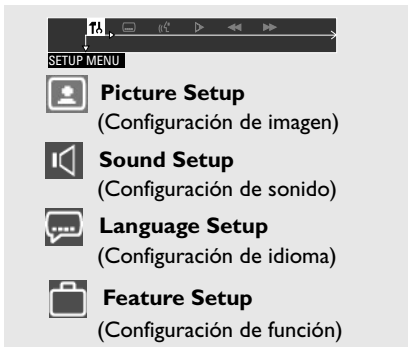 SETUP MENU
Picture Setup
(Configuración de imagen)
Sound Setup
(Configuración de sonido)
Language Setup
(Configuración de idioma)
Feature Setup
(Configuración de función)